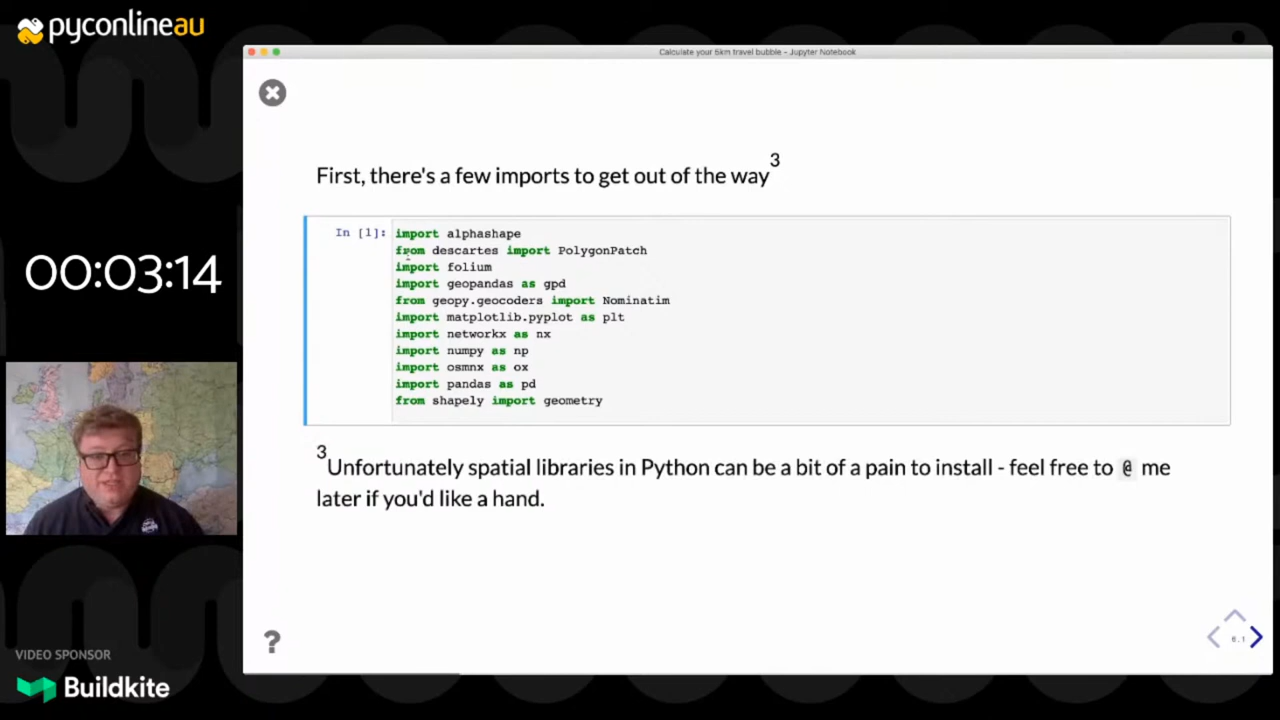 pyconlineau
Calculate your 5km travel bubble - Jupyter Notebook
First, there's a few imports to get out of the way3
In [1]: import alphashape
from descartes import PolygonPatch
import folium
import geopandas as gpd
from geopy.geocoders import Nominatim
import matplotlib.pyplot as plt
import networkx as nx
import numpy as np
import osmnx as ox
import pandas as pd
from shapely import geometry
00:03:14
3Unfortunately spatial libraries in Python can be a bit of a pain to install - feel free to @ me
later if you'd like a hand.
?
6.1
VIDEO SPONSOR
Buildkite